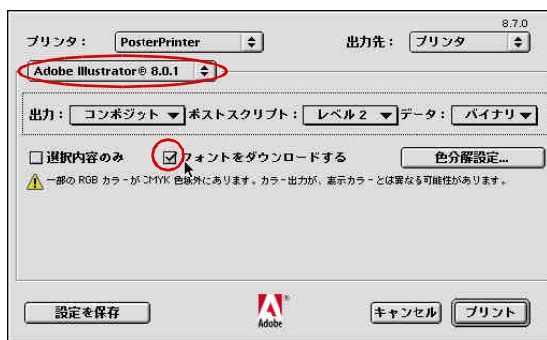 8.7.0
プリンタ： PosterPrinter 出力先： プリンタ
Adobe Illustrator® 8.0.1
出力： コンポジット ポストスクリプト： レベル 2 データ： バイナリ
選択内容のみ フォントをダウンロードする 色分解設定...
一部の RGB カラーが CMYK 色域外にあります。カラー出力が、表示カラーとは異なる可能性があります。
設定を保存 Adobe キャンセル プリント